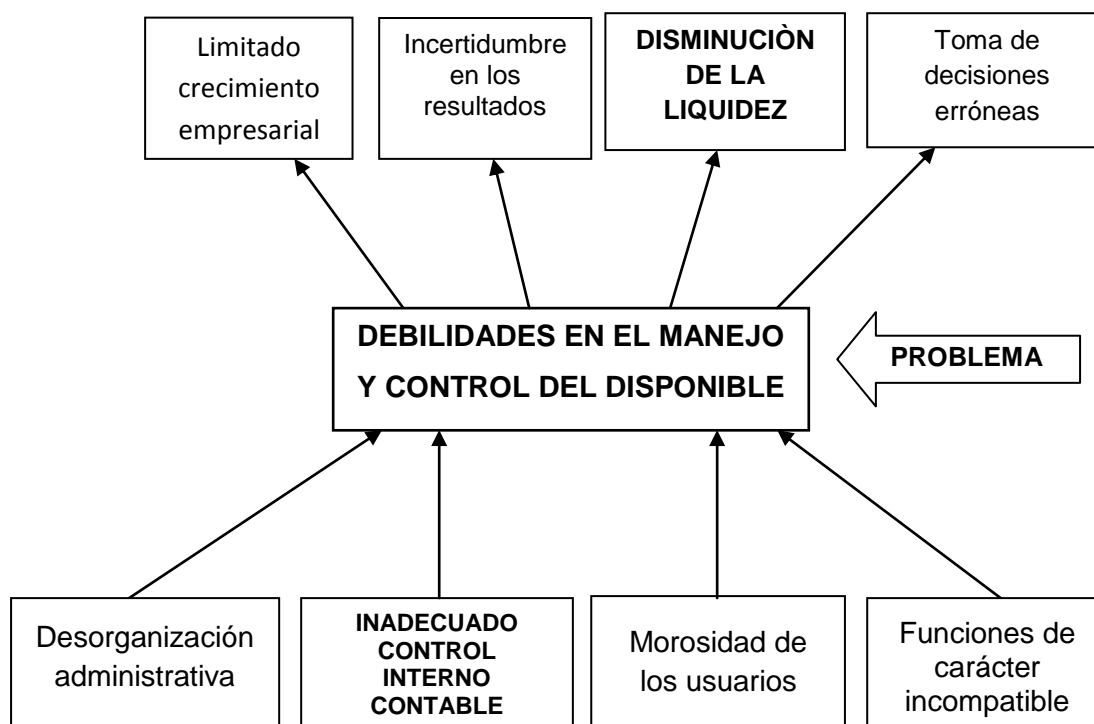 Limitado
crecimiento
empresarial
Incertidumbre
en los
resultados
DISMINUCIÒN
DE LA
LIQUIDEZ
Toma de
decisiones
erróneas
DEBILIDADES EN EL MANEJO
Y CONTROL DEL DISPONIBLE
PROBLEMA
Desorganización
administrativa
INADECUADO
CONTROL
INTERNO
CONTABLE
Morosidad de
los usuarios
Funciones de
carácter
incompatible